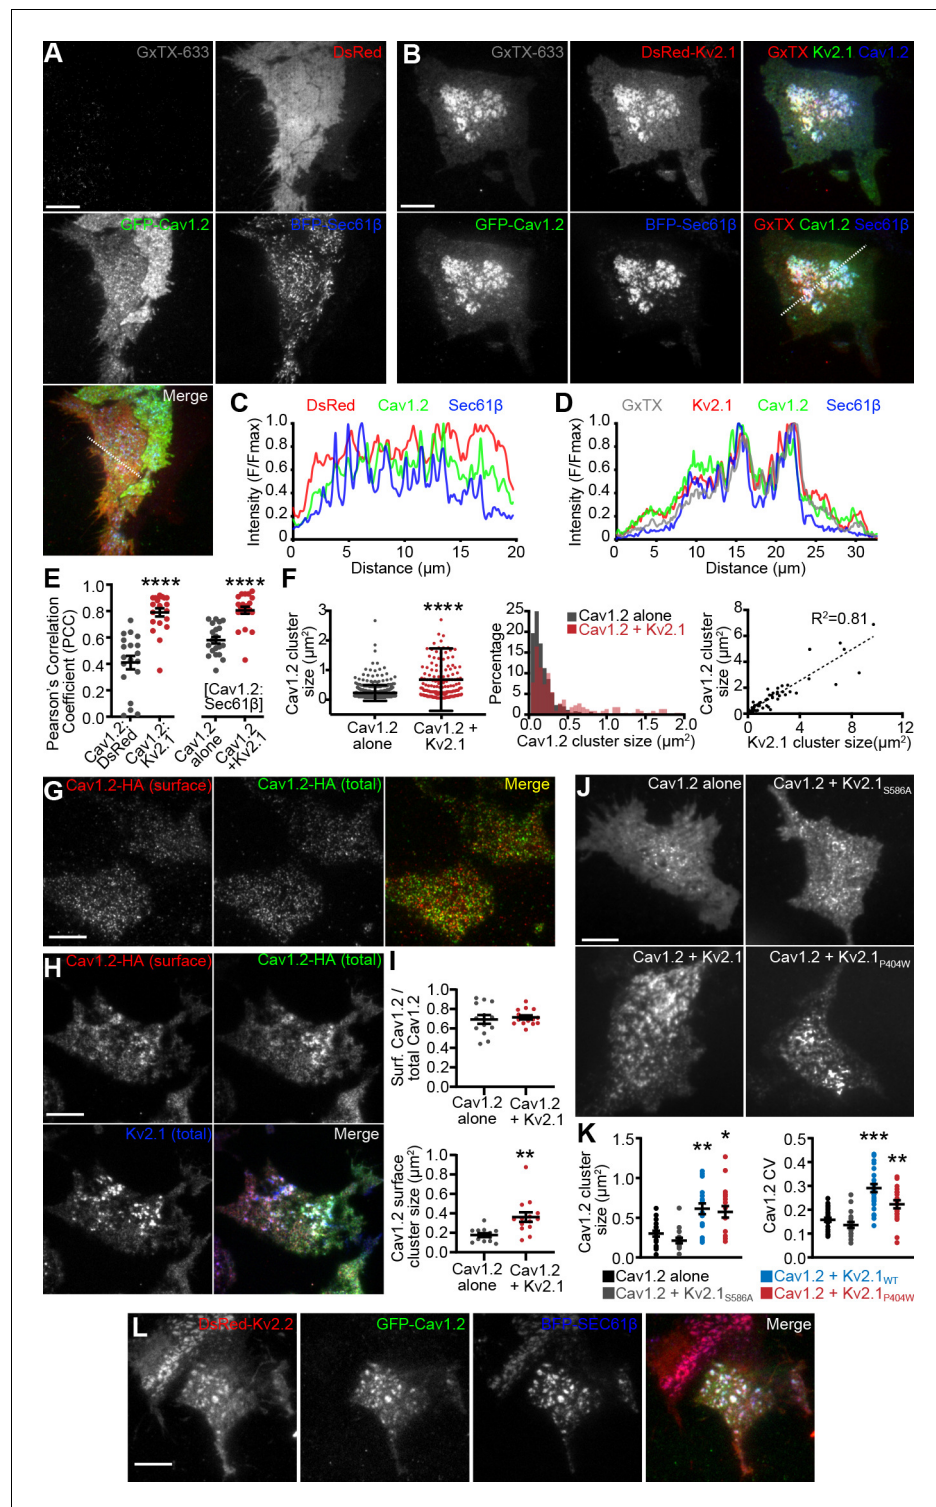 A
GxTX-633
DsRed
GFP-Cav1.2
BFP-Sec61β
Merge
B
GxTX-633
DsRed-Kv2.1
GxTX Kv2.1 Cav1.2
GFP-Cav1.2
BFP-Sec61β
GxTX Cav1.2 Sec61β
C
DsRed Cav1.2 Sec61β
Intensity (F/Fmax)
1.0
0.8
0.6
0.4
0.2
0
0 5 10 15 20
Distance (µm)
D
GxTX Kv2.1 Cav1.2 Sec61β
Intensity (F/Fmax)
1.0
0.8
0.6
0.4
0.2
0
0 5 10 15 20 25 30
Distance (µm)
E
Pearson's Correlation
Coefficient (PCC)
1.0
0.8
0.6
0.4
0.2
0.0
**** ****
[Cav1.2:
Sec61β]
Cav1.2:
DsRed
Cav1.2:
Kv2.1
Cav1.2
alone
Cav1.2
+Kv2.1
F
Cav1.2 cluster
size (µm²)
3
2
1
0
****
Cav1.2
alone
Cav1.2 +
Kv2.1
Percentage
25
20
15
10
5
0
Cav1.2 alone
Cav1.2 + Kv2.1
0.0 0.5 1.0 1.5 2.0
Cav1.2 cluster size (µm²)
Cav1.2 cluster
size (µm²)
8
6
4
2
0
R²=0.81
0 4 8 12
Kv2.1 cluster size(µm²)
G
Cav1.2-HA (surface)
Cav1.2-HA (total)
Merge
H
Cav1.2-HA (surface)
Cav1.2-HA (total)
Kv2.1 (total)
Merge
I
Surf. Cav1.2 /
total Cav1.2
1.0
0.8
0.6
0.4
0.2
0.0
Cav1.2
alone
Cav1.2
+ Kv2.1
Cav1.2 surface
cluster size (µm²)
1.0
0.8
0.6
0.4
0.2
0
**
Cav1.2
alone
Cav1.2
+ Kv2.1
J
Cav1.2 alone
Cav1.2 + Kv2.1S586A
Cav1.2 + Kv2.1
Cav1.2 + Kv2.1P404W
K
Cav1.2 cluster
size (µm²)
1.5
1.0
0.5
0.0
** *
Cav1.2 CV
0.5
0.4
0.3
0.2
0.1
0.0
*** **
Cav1.2 alone
Cav1.2 + Kv2.1S586A
Cav1.2 + Kv2.1WT
Cav1.2 + Kv2.1P404W
L
DsRed-Kv2.2
GFP-Cav1.2
BFP-SEC61β
Merge